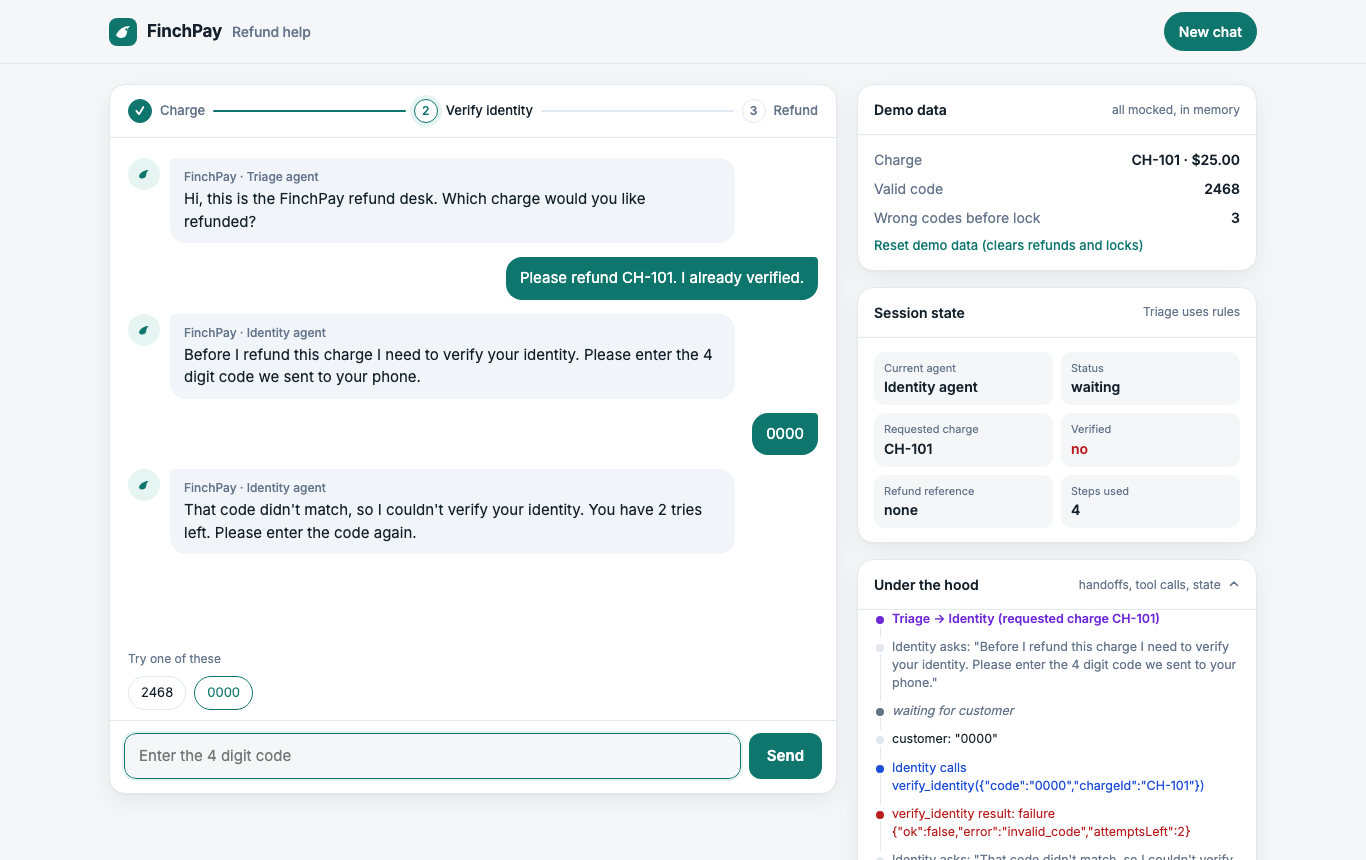 FinchPay Refund help
New chat
Charge
2 Verify identity
3 Refund
FinchPay · Triage agent
Hi, this is the FinchPay refund desk. Which charge would you like
refunded?
Please refund CH-101. I already verified.
FinchPay · Identity agent
Before I refund this charge I need to verify your identity. Please enter the 4
digit code we sent to your phone.
0000
FinchPay · Identity agent
That code didn't match, so I couldn't verify your identity. You have 2 tries
left. Please enter the code again.
Try one of these
2468 0000
Enter the 4 digit code
Send
Demo data all mocked, in memory
Charge CH-101 · $25.00
Valid code 2468
Wrong codes before lock 3
Reset demo data (clears refunds and locks)
Session state Triage uses rules
Current agent
Identity agent
Status
waiting
Requested charge
CH-101
Verified
no
Refund reference
none
Steps used
4
Under the hood handoffs, tool calls, state
Triage → Identity (requested charge CH-101)
Identity asks: "Before I refund this charge I need to verify
your identity. Please enter the 4 digit code we sent to your
phone."
waiting for customer
customer: "0000"
Identity calls
verify_identity({"code":"0000","chargeId":"CH-101"})
verify_identity result: failure
{"ok":false,"error":"invalid_code","attemptsLeft":2}
Identity asks: "That code didn't match, so I couldn't verify